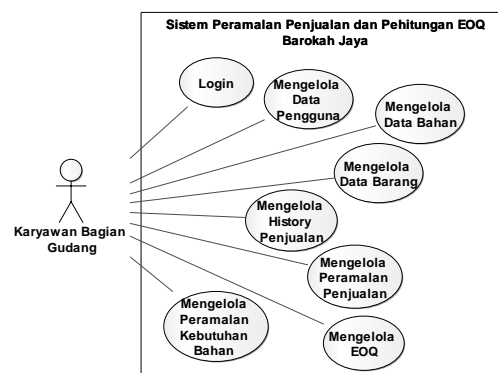 Sistem Peramalan Penjualan dan Pehitungan EOQ
Barokah Jaya
Login
Mengelola
Data
Pengguna
Mengelola
Data Bahan
Mengelola
Data Barang
Karyawan Bagian
Gudang
Mengelola
History
Penjualan
Mengelola
Peramalan
Penjualan
Mengelola
Peramalan
Kebutuhan
Bahan
Mengelola
EOQ